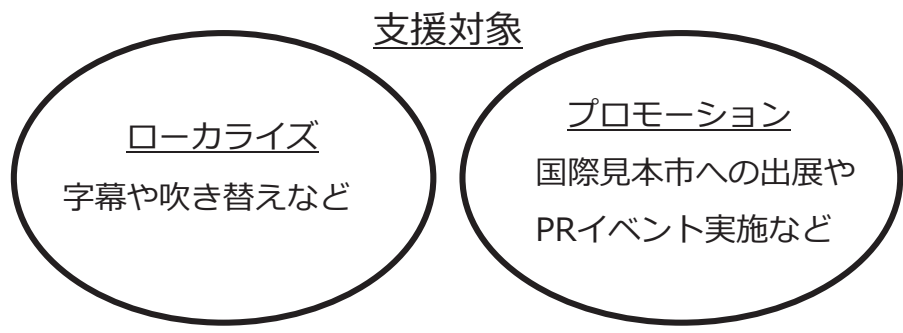 支援対象
ローカライズ
字幕や吹き替えなど
プロモーション
国際見本市への出展や
PRイベント実施など